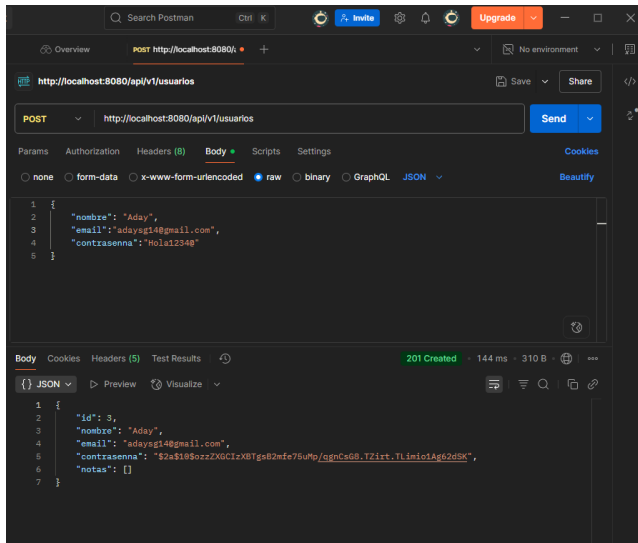 Search Postman Ctrl K Invite Upgrade
Overview POST http://localhost:8080/a No environment
http://localhost:8080/api/v1/usuarios Save Share
POST http://localhost:8080/api/v1/usuarios Send
Params Authorization Headers (8) Body Scripts Settings Cookies
none form-data x-www-form-urlencoded raw binary GraphQL JSON Beautify
1 {
2 "nombre": "Aday",
3 "email":"adaysg14@gmail.com",
4 "contrasenna":"Hola1234@"
5 }
Body Cookies Headers (5) Test Results 201 Created 144 ms 310 B
{} JSON Preview Visualize
1 {
2 "id": 3,
3 "nombre": "Aday",
4 "email": "adaysg14@gmail.com",
5 "contrasenna": "$2a$10$ozzZXGCIzXBTgsB2mfe75uMp/qgnCsG8.TZirt.TLimio1Ag62dSK",
6 "notas": []
7 }